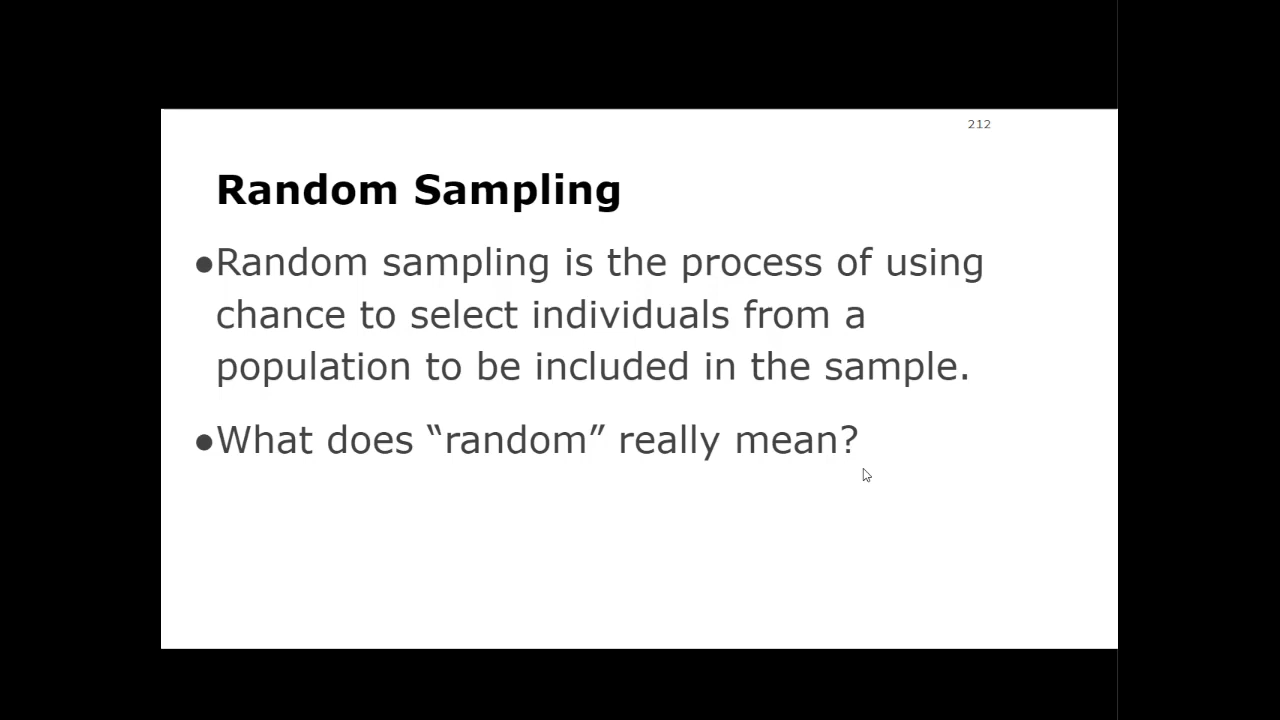 212
Random Sampling
●Random sampling is the process of using
chance to select individuals from a
population to be included in the sample.
●What does “random” really mean?